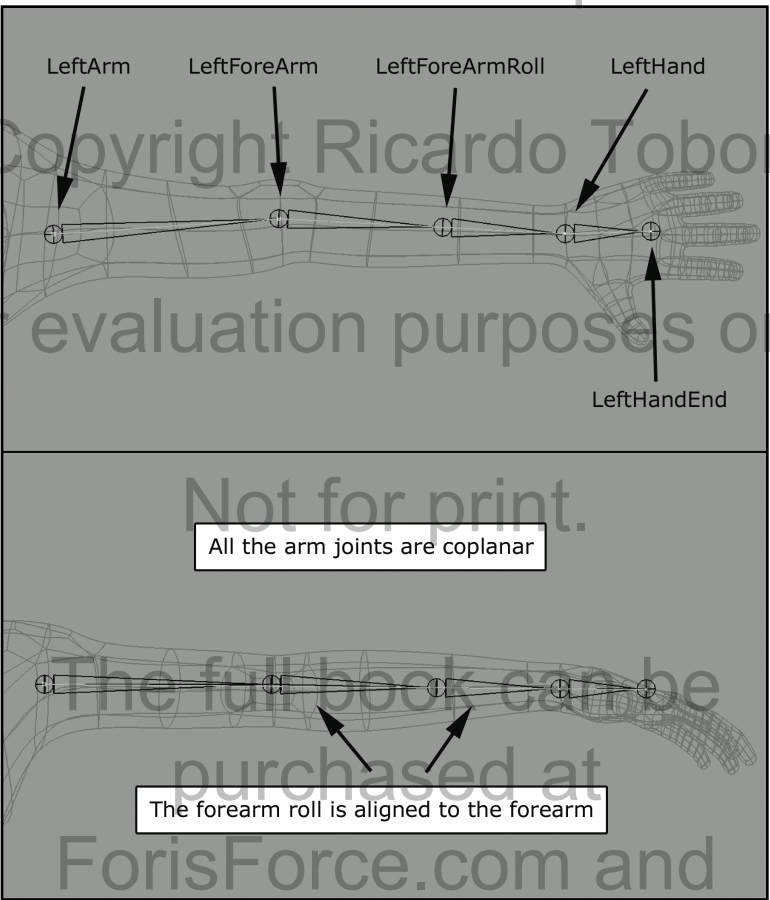 LeftArm LeftForeArm LeftForeArmRoll LeftHand
Copyright Ricardo Tobon
evaluation purposes
LeftHandEnd
Not for print.
All the arm joints are coplanar
The full book can be
purchased at
The forearm roll is aligned to the forearm
ForisForce.com and